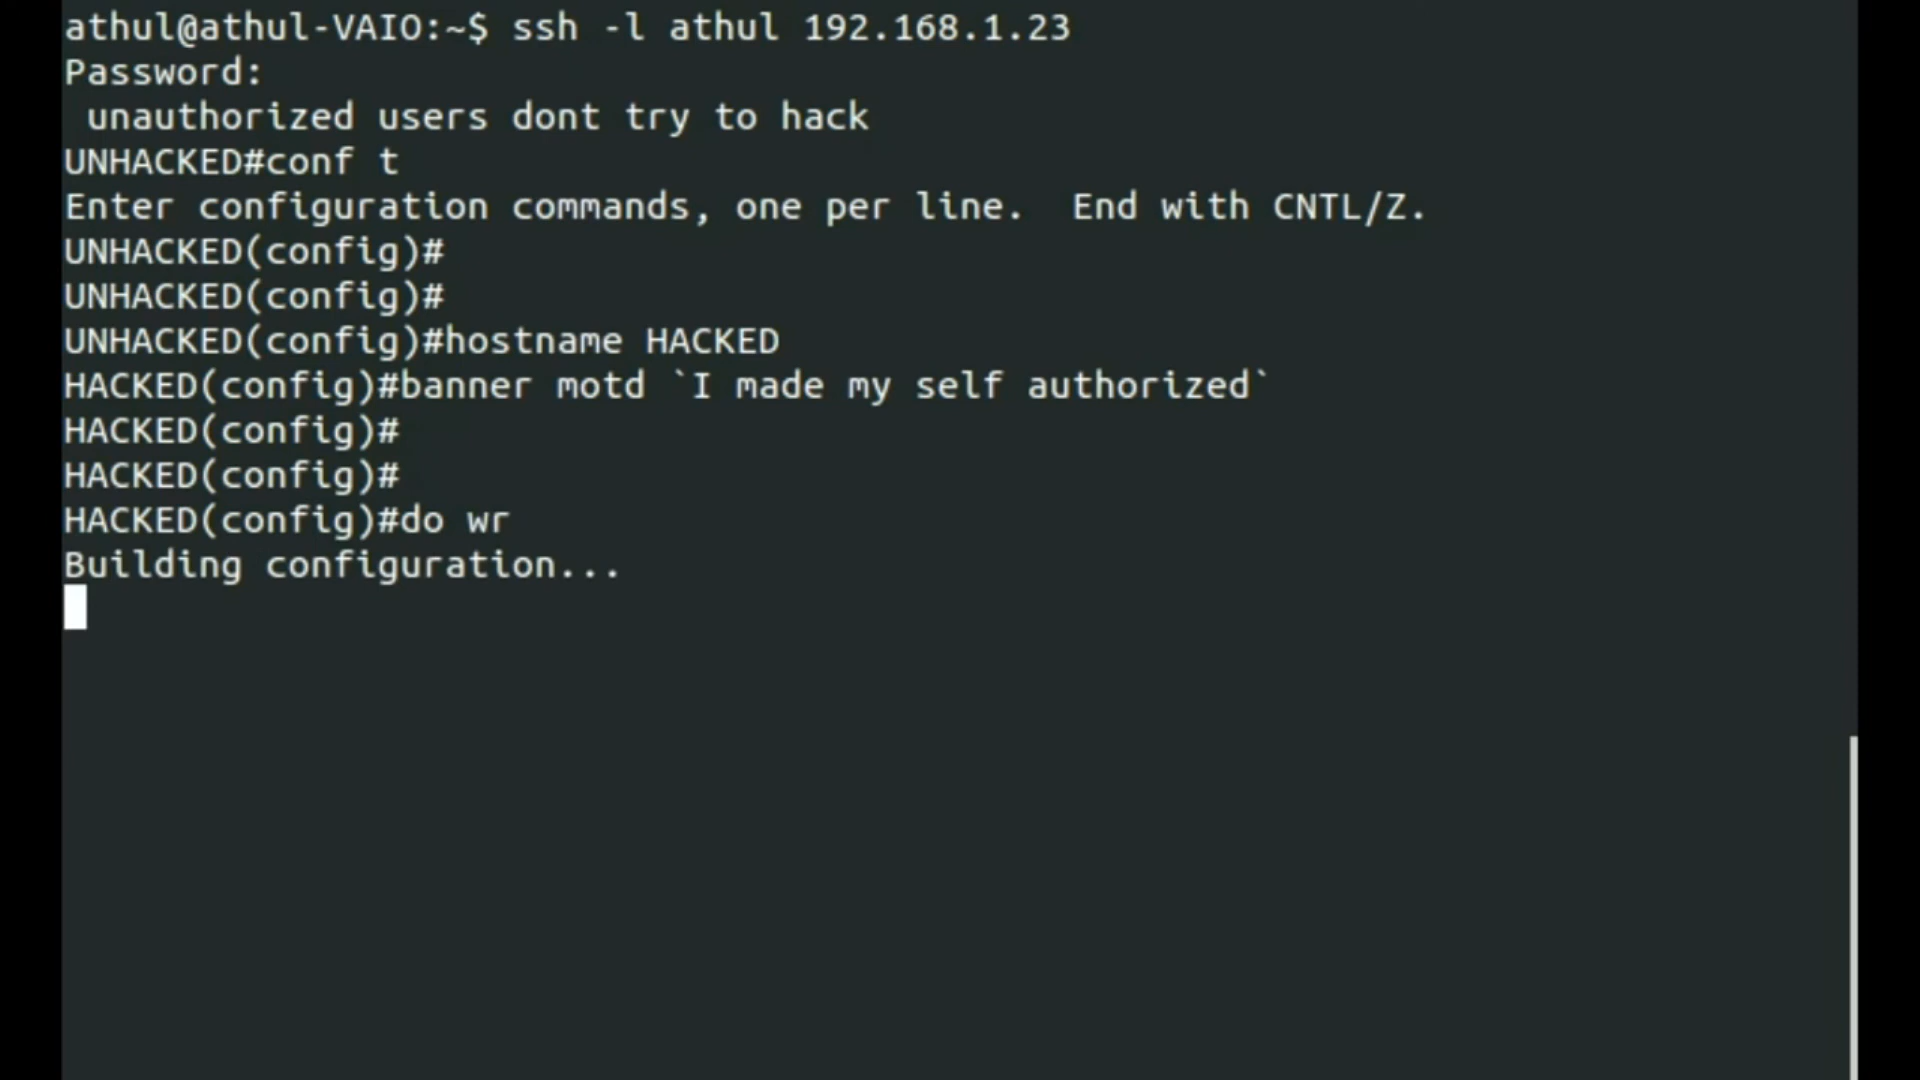 athul@athul-VAIO:~$ ssh -l athul 192.168.1.23
Password:
 unauthorized users dont try to hack
UNHACKED#conf t
Enter configuration commands, one per line.  End with CNTL/Z.
UNHACKED(config)#
UNHACKED(config)#
UNHACKED(config)#hostname HACKED
HACKED(config)#banner motd `I made my self authorized`
HACKED(config)#
HACKED(config)#
HACKED(config)#do wr
Building configuration...